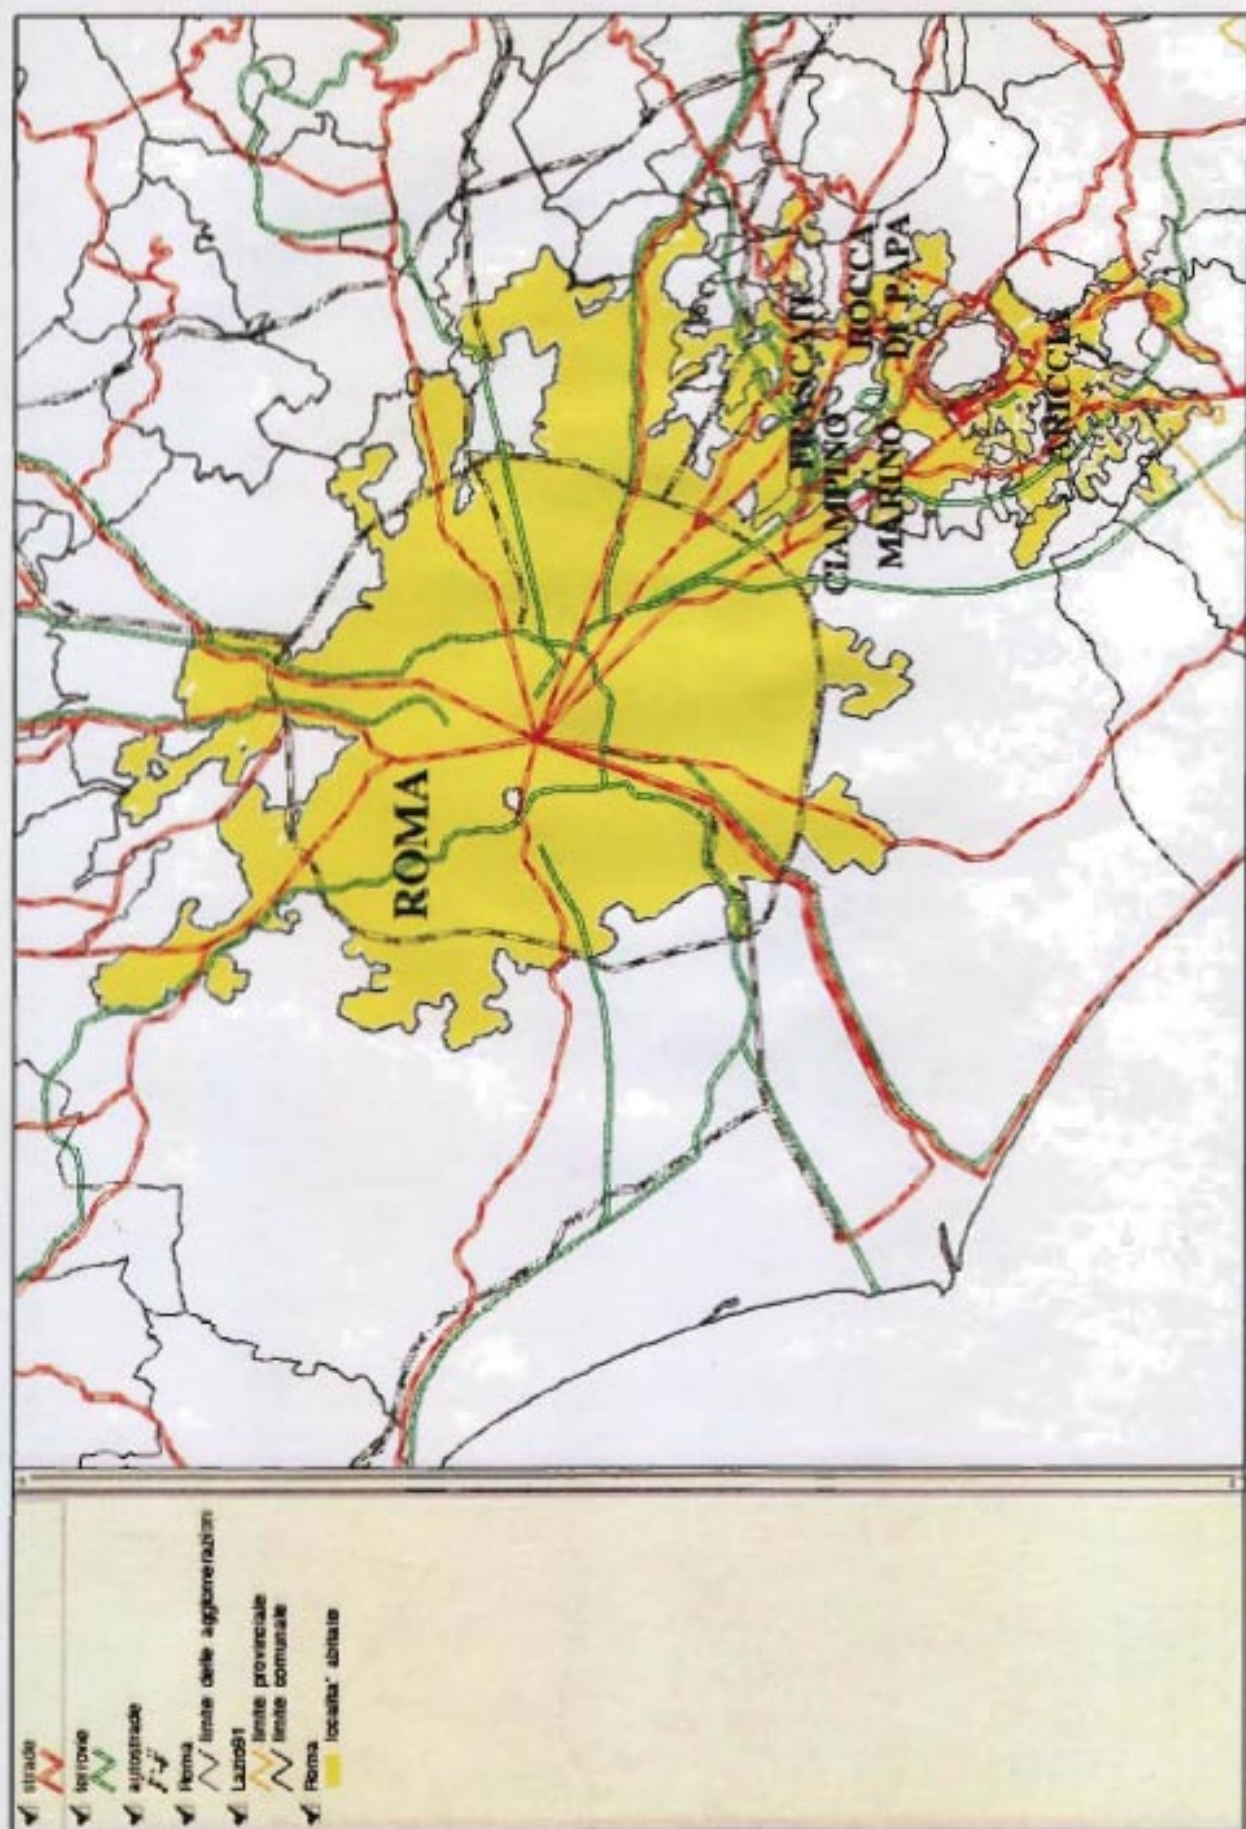 strade
ferrovie
autostrade
Roma
limite delle agglomerazioni
Lazio91
limite provinciale
limite comunale
Roma
localita' abitate
ROMA
FRASCATI
CIAMPINO
ROCCA
MARINO DI PAPA
ARICCIA